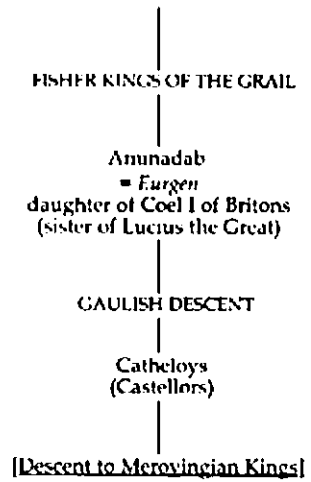 FISHER KINGS OF THE GRAIL
Anunadab
= Eurgen
daughter of Coel I of Britons
(sister of Lucius the Great)
GAULISH DESCENT
Catheloys
(Castellors)
[Descent to Merovingian Kings]